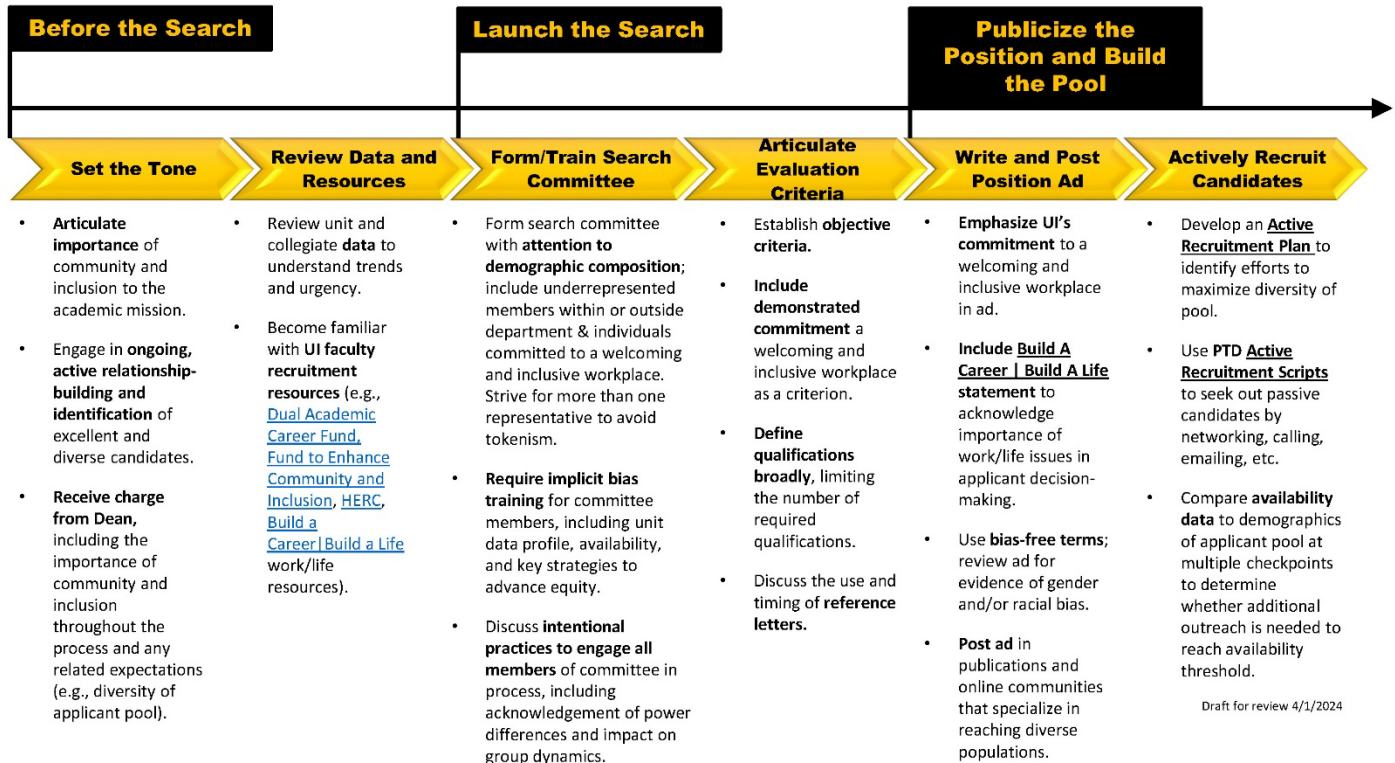 Before the Search
Launch the Search
Publicize the
Position and Build
the Pool
Set the Tone
Review Data and
Resources
Form/Train Search
Committee
Articulate
Evaluation
Criteria
Write and Post
Position Ad
Actively Recruit
Candidates
• Articulate
importance of
community and
inclusion to the
academic mission.
• Engage in ongoing,
active relationship-
building and
identification of
excellent and
diverse candidates.
• Receive charge
from Dean,
including the
importance of
community and
inclusion
throughout the
process and any
related expectations
(e.g., diversity of
applicant pool).
• Review unit and
collegiate data to
understand trends
and urgency.
• Become familiar
with UI faculty
recruitment
resources (e.g.,
Dual Academic
Career Fund,
Fund to Enhance
Community and
Inclusion, HERC,
Build a
Career|Build a Life
work/life
resources).
• Form search committee
with attention to
demographic composition;
include underrepresented
members within or outside
department & individuals
committed to a welcoming
and inclusive workplace.
Strive for more than one
representative to avoid
tokenism.
• Require implicit bias
training for committee
members, including unit
data profile, availability,
and key strategies to
advance equity.
• Discuss intentional
practices to engage all
members of committee in
process, including
acknowledgement of power
differences and impact on
group dynamics.
• Establish objective
criteria.
• Include
demonstrated
commitment a
welcoming and
inclusive workplace
as a criterion.
• Define
qualifications
broadly, limiting
the number of
required
qualifications.
• Discuss the use and
timing of reference
letters.
• Emphasize UI's
commitment to a
welcoming and
inclusive workplace
in ad.
• Include Build A
Career | Build A Life
statement to
acknowledge
importance of
work/life issues in
applicant decision-
making.
• Use bias-free terms;
review ad for
evidence of gender
and/or racial bias.
• Post ad in
publications and
online communities
that specialize in
reaching diverse
populations.
• Develop an Active
Recruitment Plan to
identify efforts to
maximize diversity of
pool.
• Use PTD Active
Recruitment Scripts
to seek out passive
candidates by
networking, calling,
emailing, etc.
• Compare availability
data to demographics
of applicant pool at
multiple checkpoints
to determine
whether additional
outreach is needed to
reach availability
threshold.
Draft for review 4/1/2024